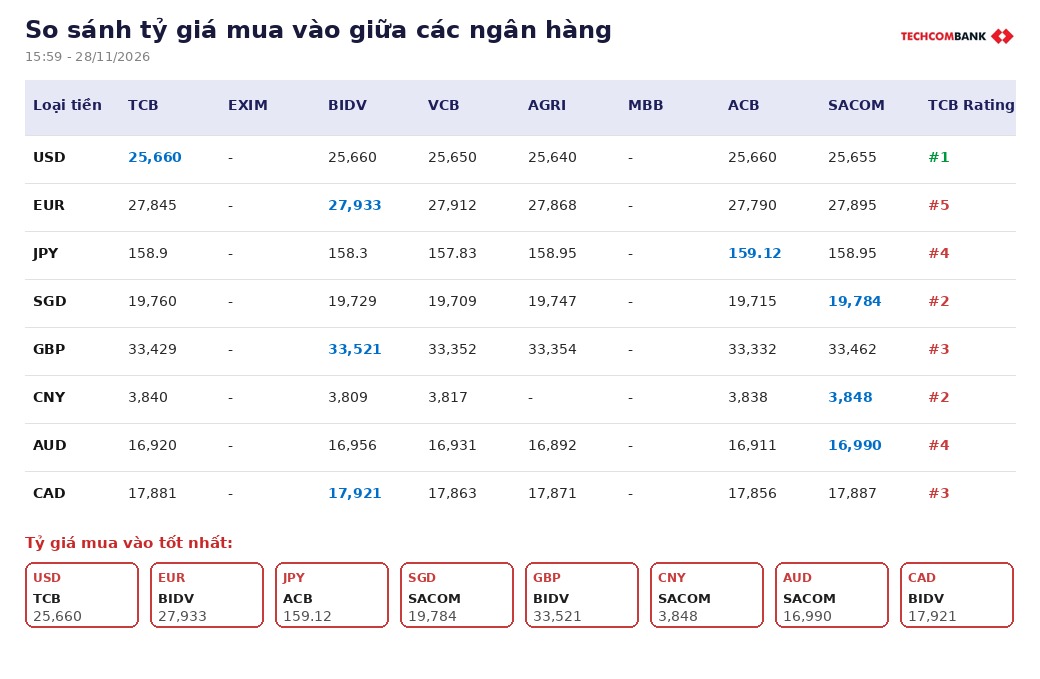 So sánh tỷ giá mua vào giữa các ngân hàng
TECHCOMBANK
15:59 - 28/11/2026
Loại tiền TCB EXIM BIDV VCB AGRI MBB ACB SACOM TCB Rating
USD 25,660 - 25,660 25,650 25,640 - 25,660 25,655 #1
EUR 27,845 - 27,933 27,912 27,868 - 27,790 27,895 #5
JPY 158.9 - 158.3 157.83 158.95 - 159.12 158.95 #4
SGD 19,760 - 19,729 19,709 19,747 - 19,715 19,784 #2
GBP 33,429 - 33,521 33,352 33,354 - 33,332 33,462 #3
CNY 3,840 - 3,809 3,817 - - 3,838 3,848 #2
AUD 16,920 - 16,956 16,931 16,892 - 16,911 16,990 #4
CAD 17,881 - 17,921 17,863 17,871 - 17,856 17,887 #3
Tỷ giá mua vào tốt nhất:
USD EUR JPY SGD GBP CNY AUD CAD
TCB BIDV ACB SACOM BIDV SACOM SACOM BIDV
25,660 27,933 159.12 19,784 33,521 3,848 16,990 17,921